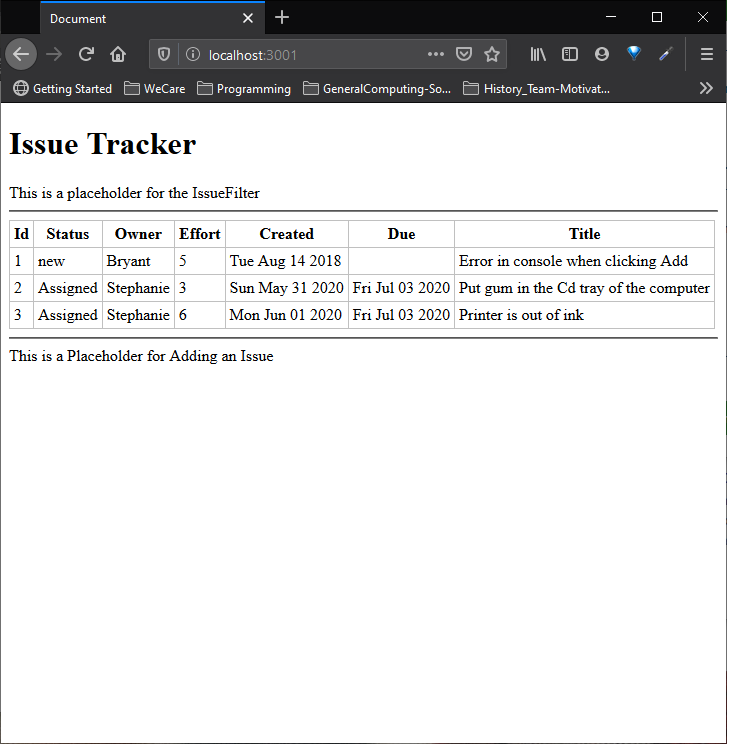 Document
localhost:3001
Getting Started WeCare Programming GeneralComputing-So... History_Team-Motivat...
Issue Tracker
This is a placeholder for the IssueFilter
Id Status Owner Effort Created Due Title
1 new Bryant 5 Tue Aug 14 2018 Error in console when clicking Add
2 Assigned Stephanie 3 Sun May 31 2020 Fri Jul 03 2020 Put gum in the Cd tray of the computer
3 Assigned Stephanie 6 Mon Jun 01 2020 Fri Jul 03 2020 Printer is out of ink
This is a Placeholder for Adding an Issue